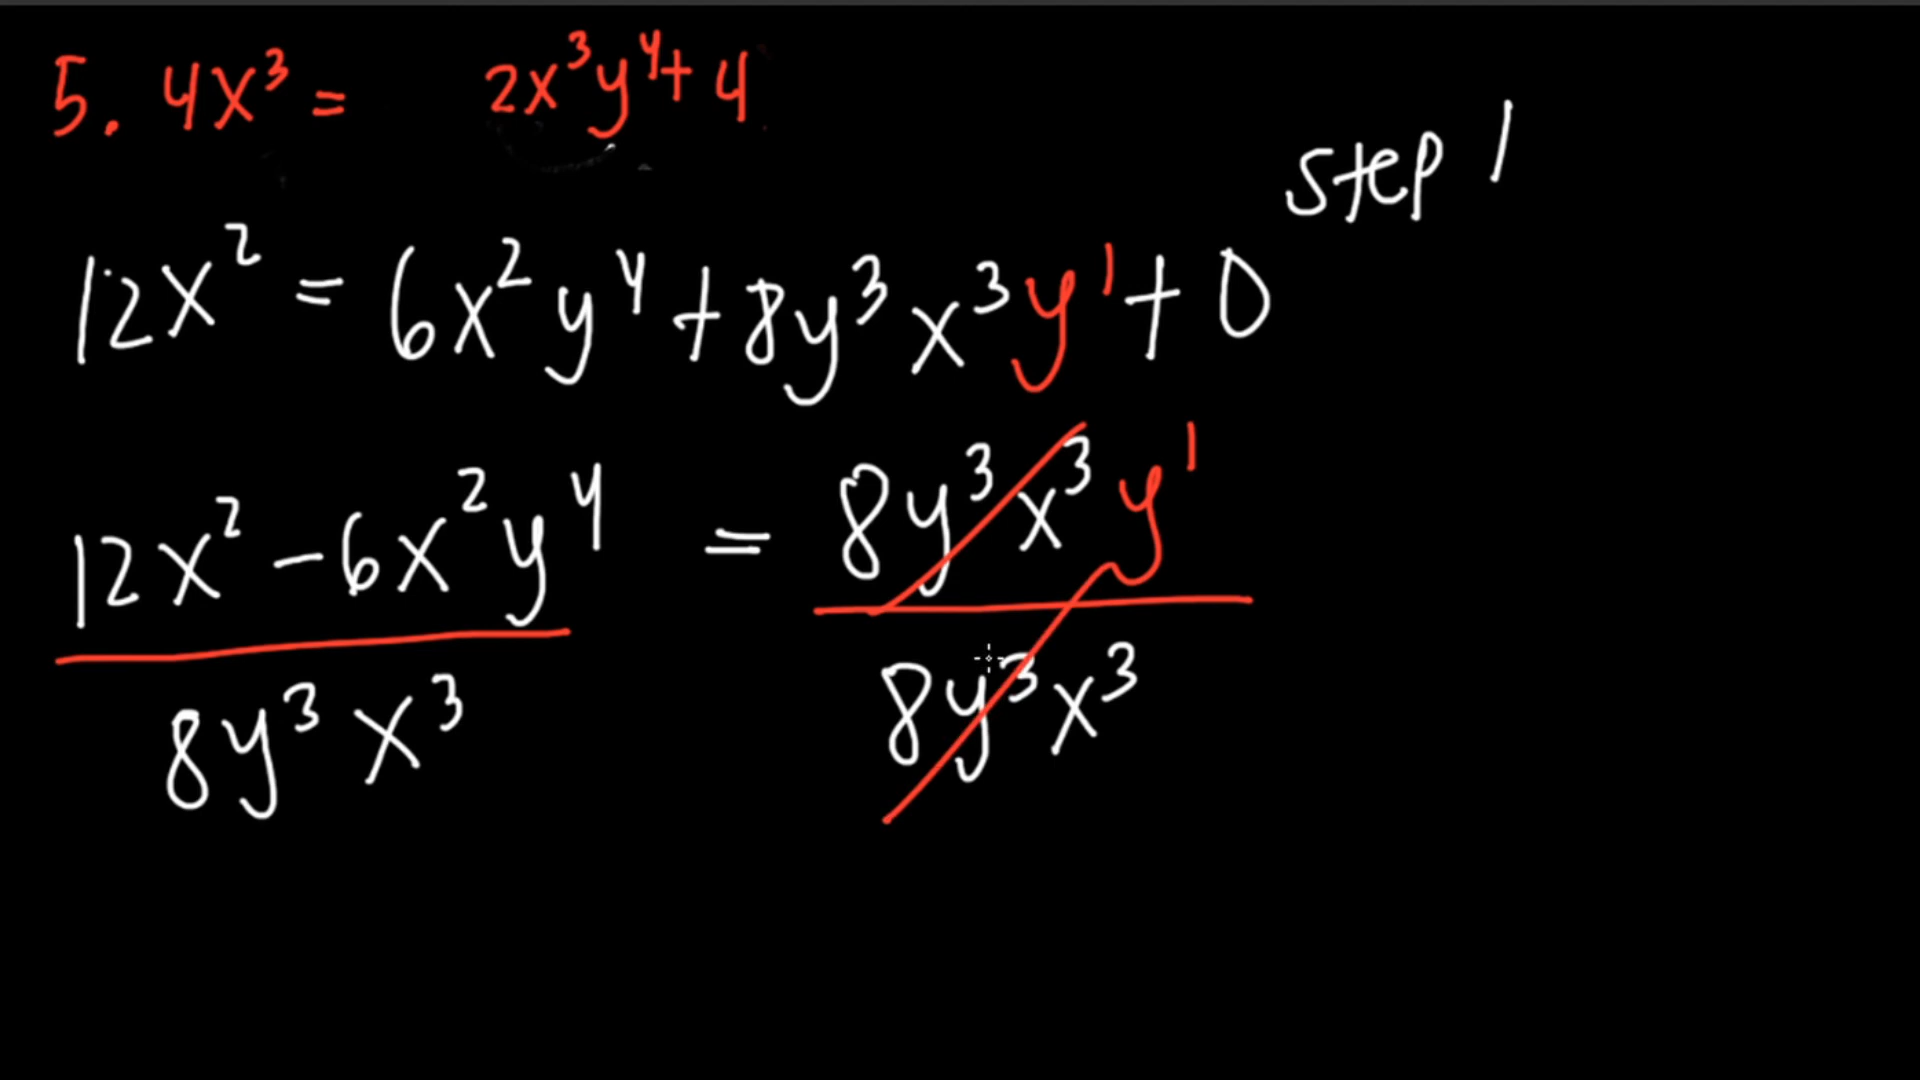 5. 4x³ = 2x³y⁴ + 4
step 1
12x² = 6x²y⁴ + 8y³x³y' + 0
12x² - 6x²y⁴ = 8y³x³y'
8y³x³ 8y³x³